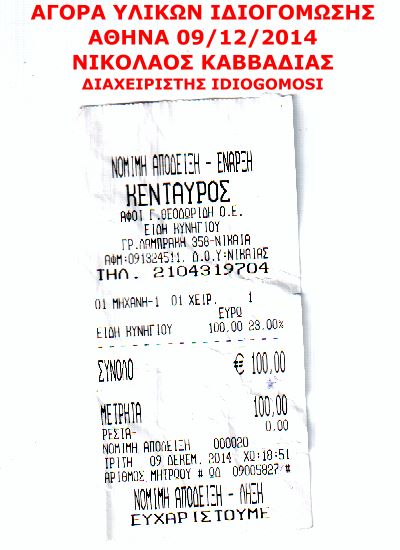 ΑΓΟΡΑ ΥΛΙΚΩΝ ΙΔΙΟΓΟΜΩΣΗΣ
ΑΘΗΝΑ 09/12/2014
ΝΙΚΟΛΑΟΣ ΚΑΒΒΑΔΙΑΣ
ΔΙΑΧΕΙΡΙΣΤΗΣ IDIOGOMOSI
ΝΟΜΙΜΗ ΑΠΟΔΕΙΞΗ - ΕΝΑΡΞΗ
ΚΕΝΤΑΥΡΟΣ
ΑΦΟΙ Γ.ΘΕΟΔΩΡΙΔΗ Ο.Ε.
ΕΙΔΗ ΚΥΝΗΓΙΟΥ
ΓΡ.ΛΑΜΠΡΑΚΗ 358-ΝΙΚΑΙΑ
ΑΦΜ:091324511, Δ.Ο.Υ:ΝΙΚΑΙΑΣ
ΤΗΛ. 2104319704
01 ΜΗΧΑΝΗ-1 01 ΧΕΙΡ. 1
ΕΥΡΩ
ΕΙΔΗ ΚΥΝΗΓΙΟΥ 100,00 23.00%
ΣΥΝΟΛΟ € 100,00
ΜΕΤΡΗΤΑ 100,00
ΡΕΣΤΑ- 0.00
ΝΟΜΙΜΗ ΑΠΟΔΕΙΞΗ 000020
ΤΡΙΤΗ 09 ΔΕΚΕΜ. 2014 ΧΩ:18:51
ΑΡΙΘΜΟΣ ΜΗΤΡΩΟΥ # ΩΔ 09005827 #
ΝΟΜΙΜΗ ΑΠΟΔΕΙΞΗ - ΛΗΞΗ
ΕΥΧΑΡΙΣΤΟΥΜΕ